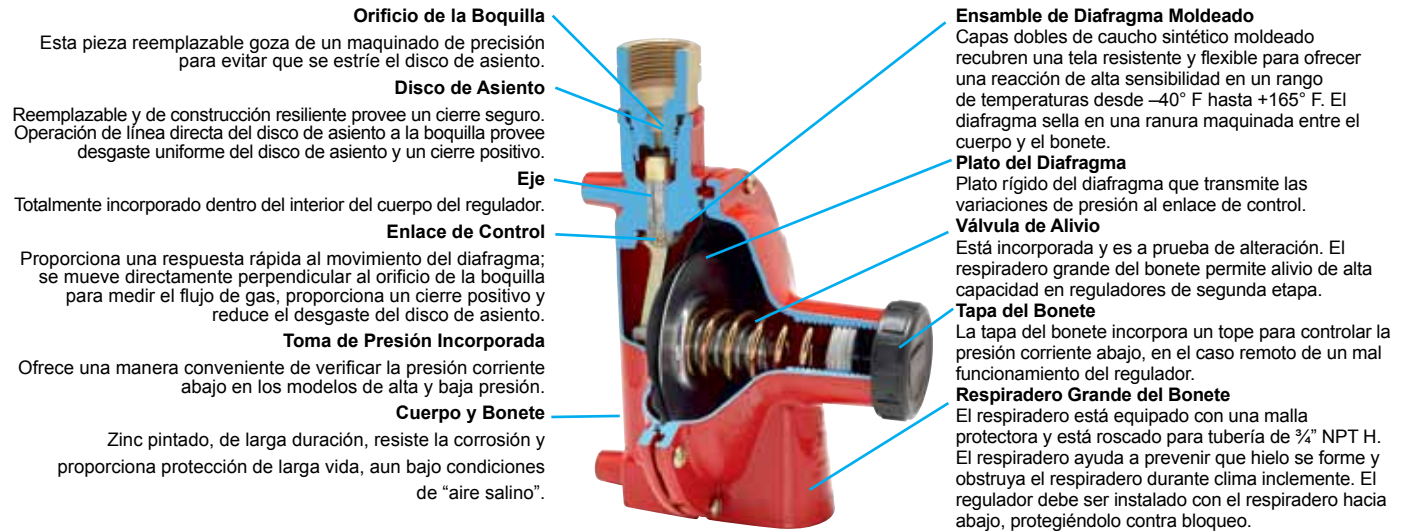 Orificio de la Boquilla
Esta pieza reemplazable goza de un maquinado de precisión
para evitar que se estríe el disco de asiento.
Disco de Asiento
Reemplazable y de construcción resiliente provee un cierre seguro.
Operación de línea directa del disco de asiento a la boquilla provee
desgaste uniforme del disco de asiento y un cierre positivo.
Eje
Totalmente incorporado dentro del interior del cuerpo del regulador.
Enlace de Control
Proporciona una respuesta rápida al movimiento del diafragma;
se mueve directamente perpendicular al orificio de la boquilla
para medir el flujo de gas, proporciona un cierre positivo y
reduce el desgaste del disco de asiento.
Toma de Presión Incorporada
Ofrece una manera conveniente de verificar la presión corriente
abajo en los modelos de alta y baja presión.
Cuerpo y Bonete
Zinc pintado, de larga duración, resiste la corrosión y
proporciona protección de larga vida, aun bajo condiciones
de “aire salino”.
Ensamble de Diafragma Moldeado
Capas dobles de caucho sintético moldeado
recubren una tela resistente y flexible para ofrecer
una reacción de alta sensibilidad en un rango
de temperaturas desde –40° F hasta +165° F. El
diafragma sella en una ranura maquinada entre el
cuerpo y el bonete.
Plato del Diafragma
Plato rígido del diafragma que transmite las
variaciones de presión al enlace de control.
Válvula de Alivio
Está incorporada y es a prueba de alteración. El
respiradero grande del bonete permite alivio de alta
capacidad en reguladores de segunda etapa.
Tapa del Bonete
La tapa del bonete incorpora un tope para controlar la
presión corriente abajo, en el caso remoto de un mal
funcionamiento del regulador.
Respiradero Grande del Bonete
El respiradero está equipado con una malla
protectora y está roscado para tubería de ¾” NPT H.
El respiradero ayuda a prevenir que hielo se forme y
obstruya el respiradero durante clima inclemente. El
regulador debe ser instalado con el respiradero hacia
abajo, protegiéndolo contra bloqueo.